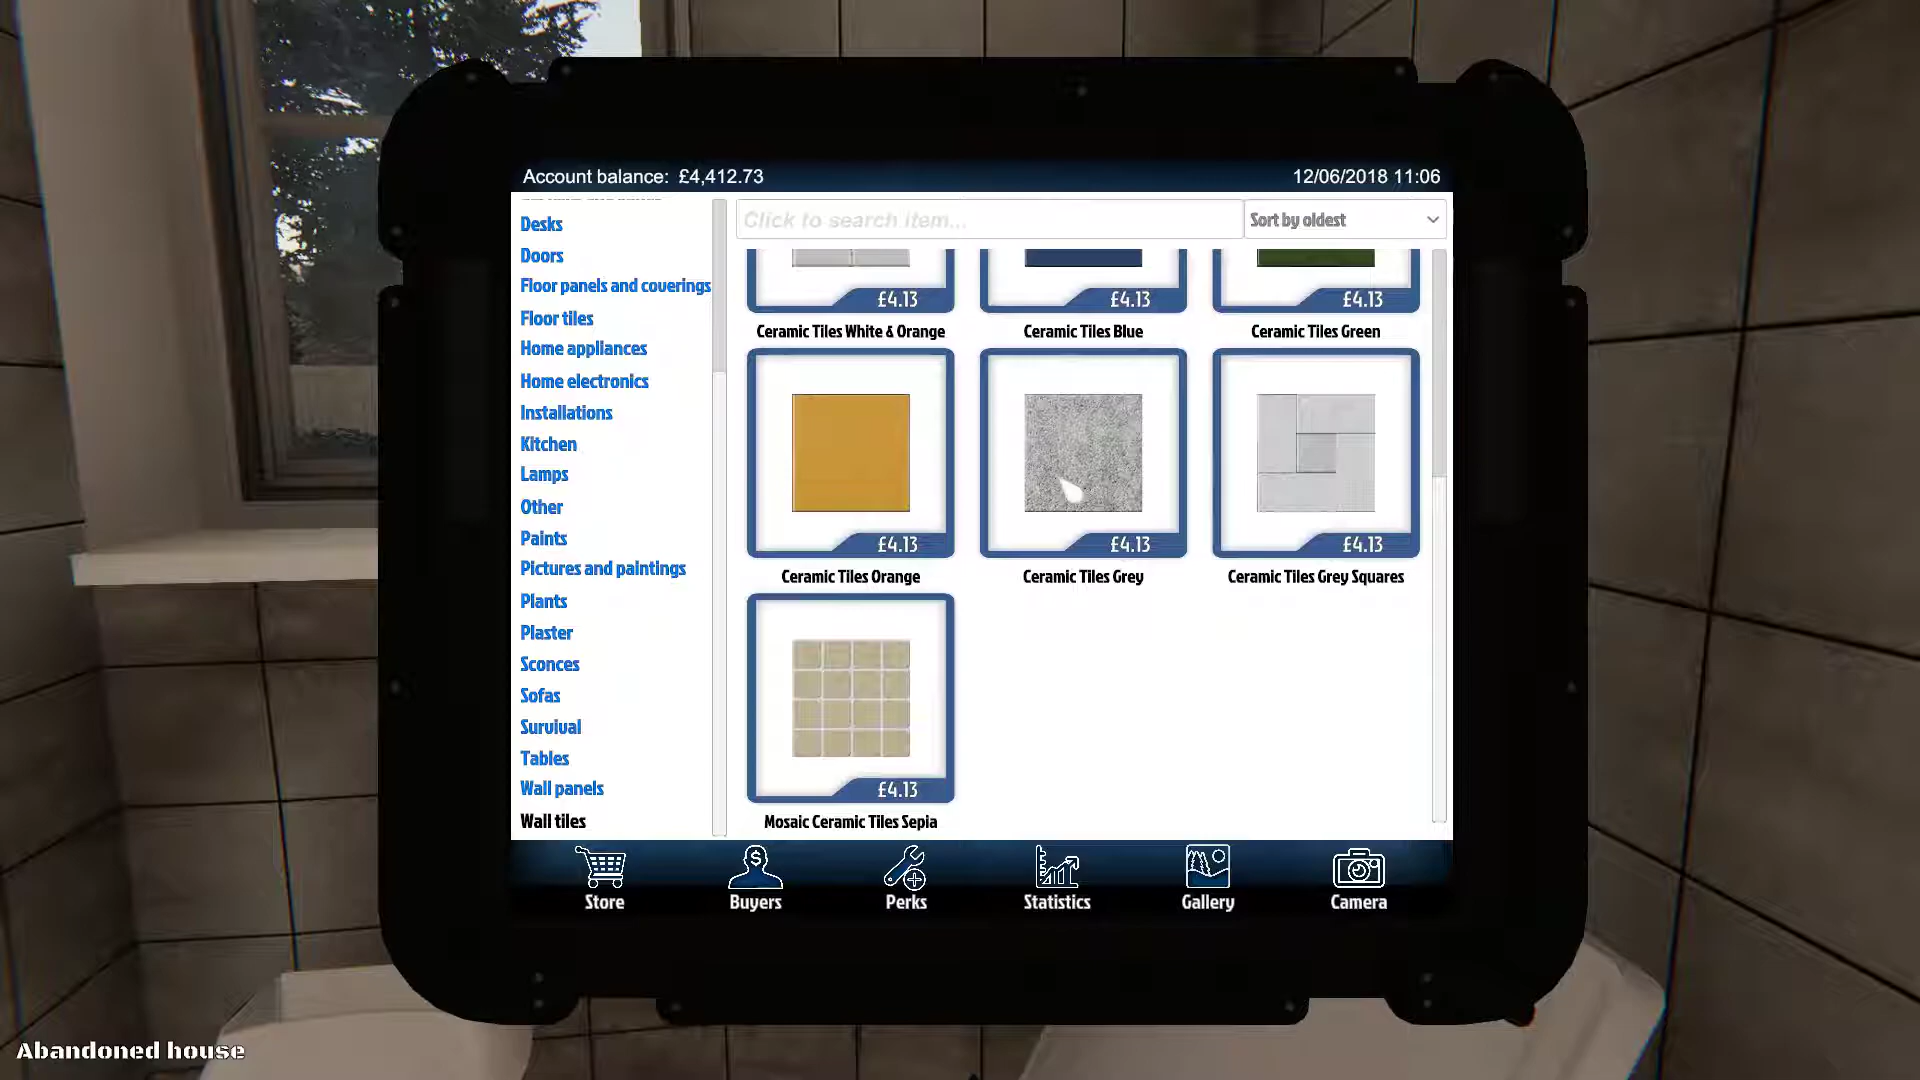 Account balance: £4,412.73
12/06/2018 11:06
Desks
Doors
Floor panels and coverings
Floor tiles
Home appliances
Home electronics
Installations
Kitchen
Lamps
Other
Paints
Pictures and paintings
Plants
Plaster
Sconces
Sofas
Survival
Tables
Wall panels
Wall tiles
Click to search item...
Sort by oldest
£4.13
£4.13
£4.13
Ceramic Tiles White & Orange
Ceramic Tiles Blue
Ceramic Tiles Green
£4.13
£4.13
£4.13
Ceramic Tiles Orange
Ceramic Tiles Grey
Ceramic Tiles Grey Squares
£4.13
Mosaic Ceramic Tiles Sepia
Store
Buyers
Perks
Statistics
Gallery
Camera
Abandoned house